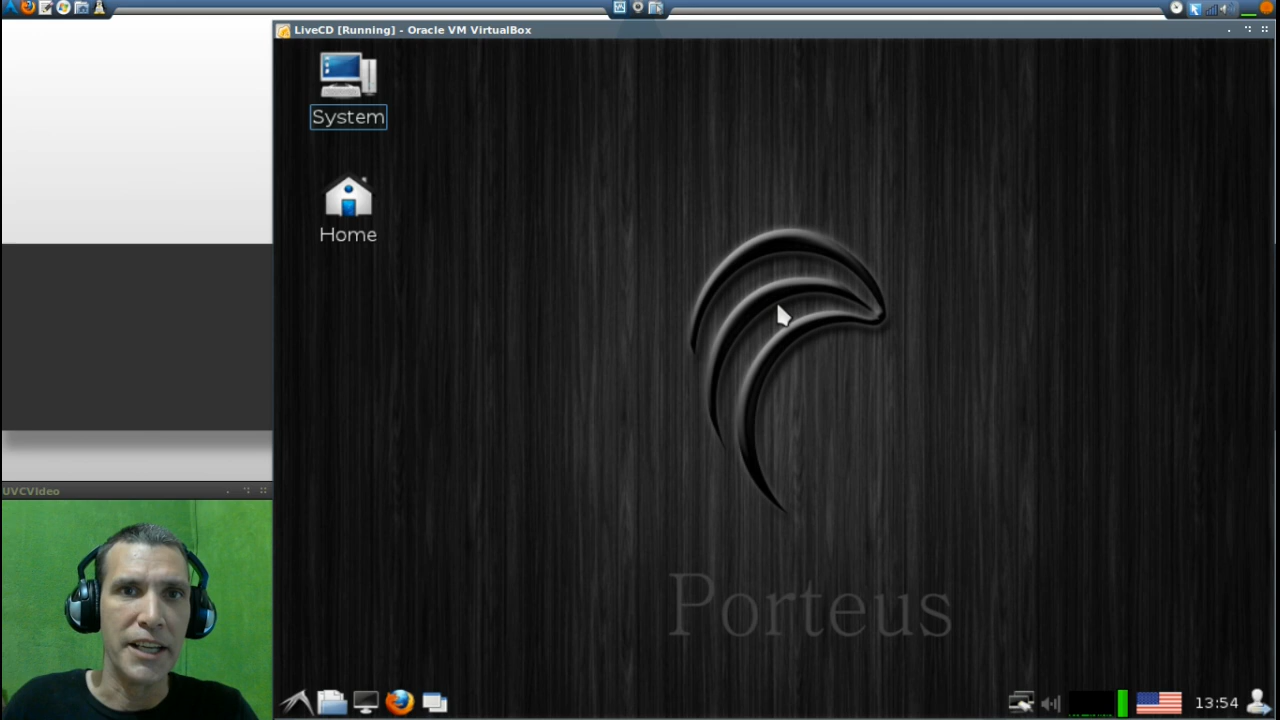 LiveCD [Running] - Oracle VM VirtualBox
System
Home
Porteus
UVCVideo
13:54